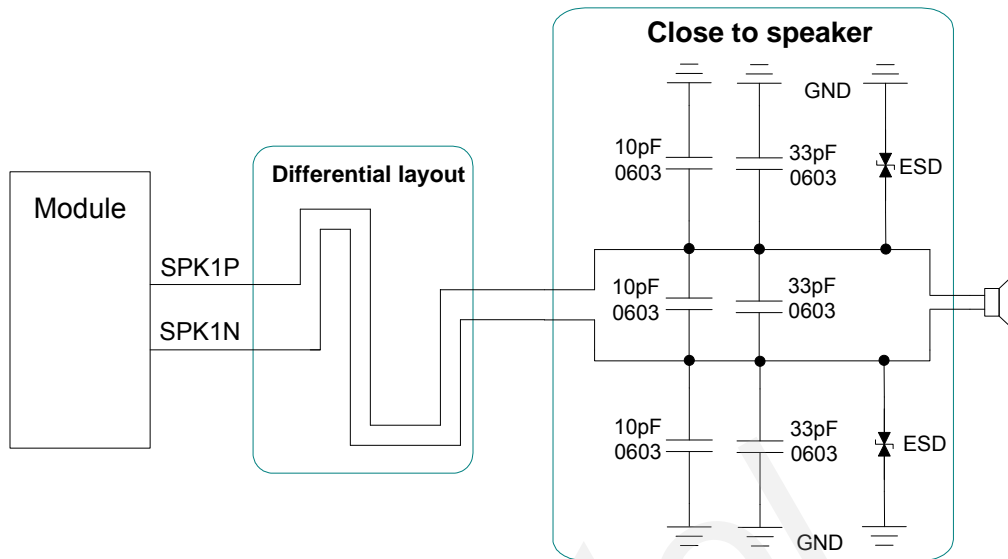 Close to speaker
GND
10pF
0603
33pF
0603
ESD
Differential layout
Module
SPK1P
SPK1N
10pF
0603
33pF
0603
10pF
0603
33pF
0603
ESD
GND